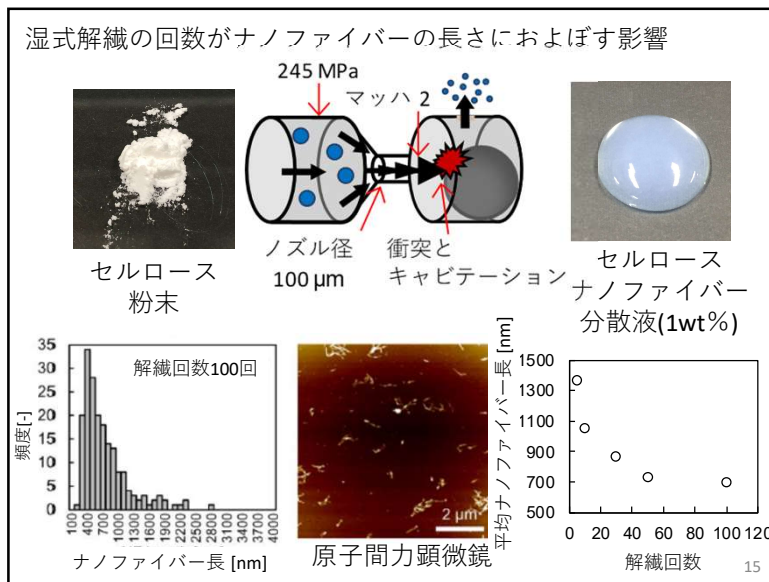 湿式解繊の回数がナノファイバーの長さにおよぼす影響
245 MPa
マッハ 2
ノズル径
100 µm
衝突と
キャビテーション
セルロース
粉末
セルロース
ナノファイバー
分散液(1wt%)
35
30
25
20
15
10
5
0
頻度[-]
解繊回数100回
100
400
700
1000
1300
1600
1900
2200
2500
2800
3100
3400
3700
4000
ナノファイバー長 [nm]
2 µm
原子間力顕微鏡
平均ナノファイバー長 [nm]
1500
1300
1100
900
700
500
0 20 40 60 80 100 120
解繊回数
15